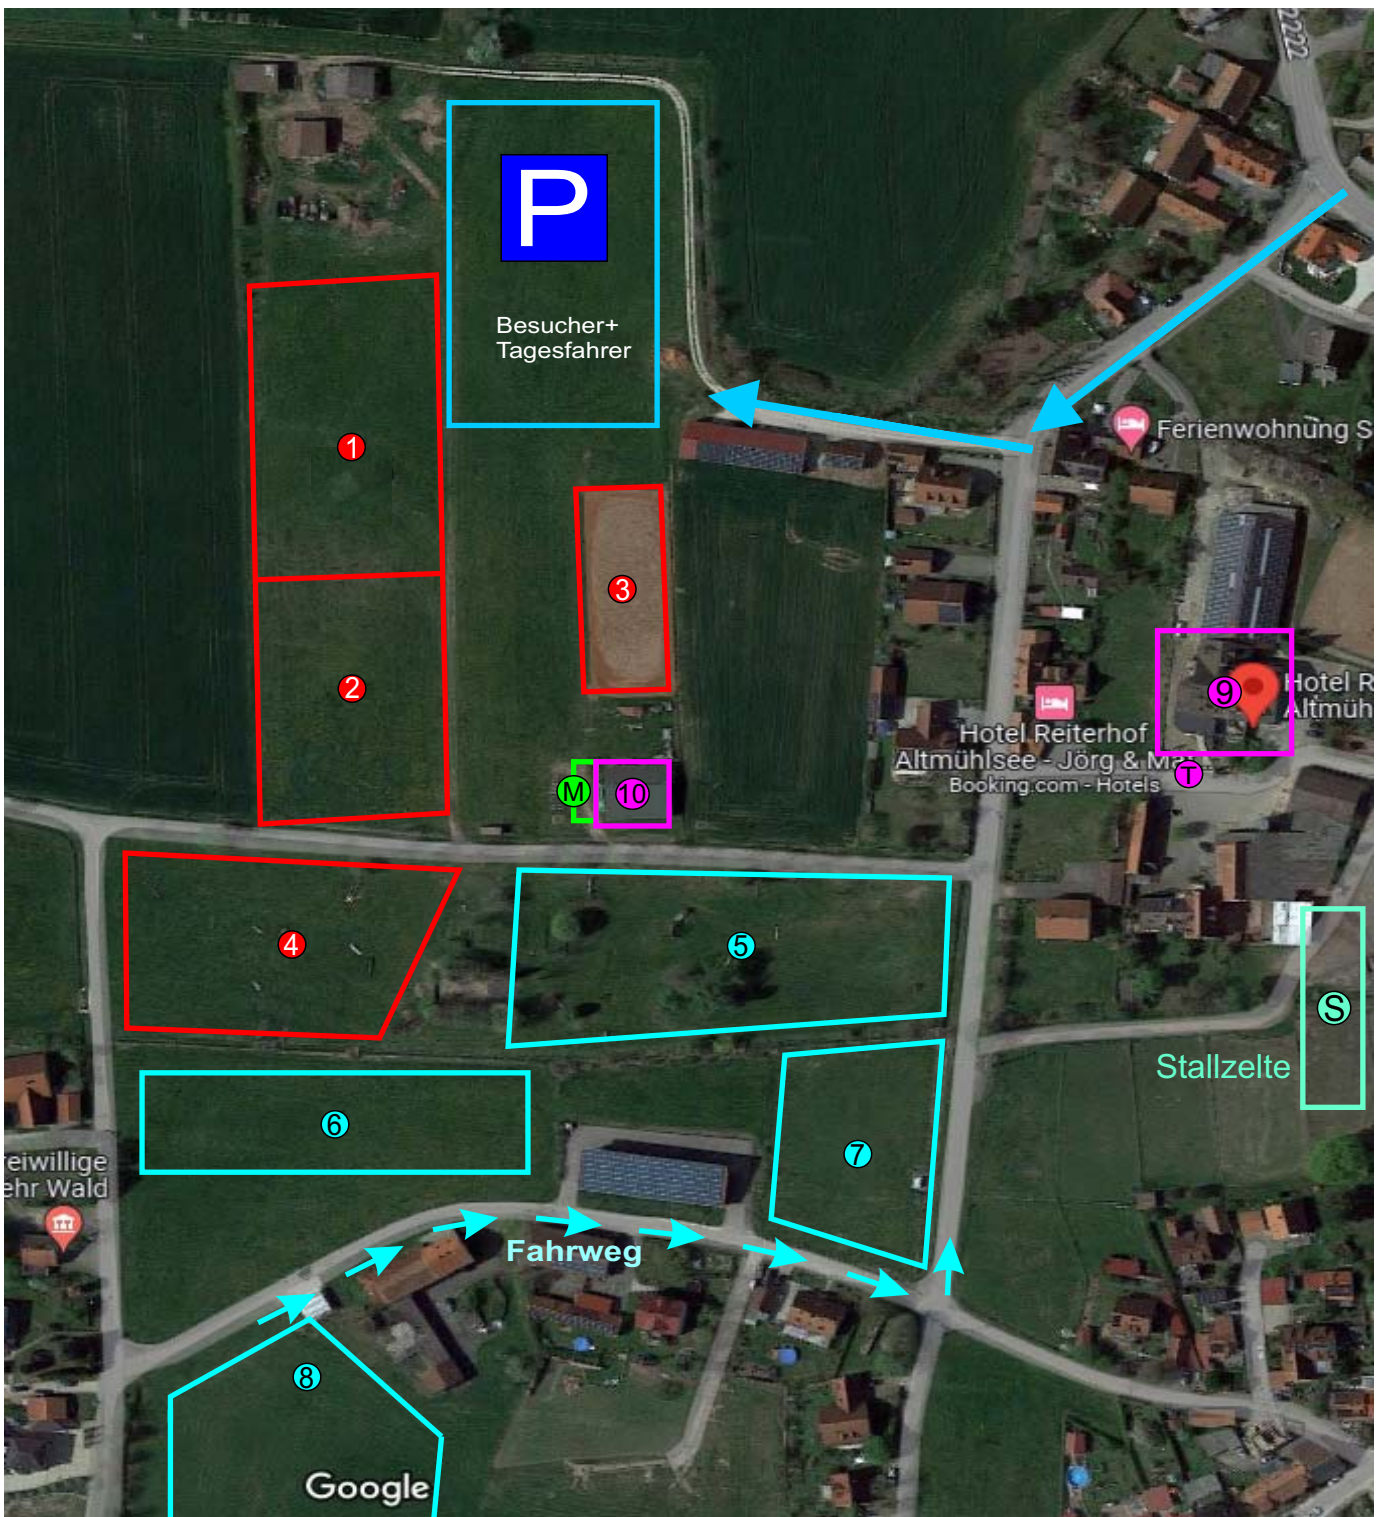 2222
P
Besucher+
Tagesfahrer
1
Ferienwohnung S
3
2
9
Hotel R
Altmüh
Hotel Reiterhof
Altmühlsee - Jörg & Ma...
Booking.com - Hotels
T
M
10
4
5
S
Stallzelte
6
7
reiwillige
ehr Wald
Fahrweg
8
Google